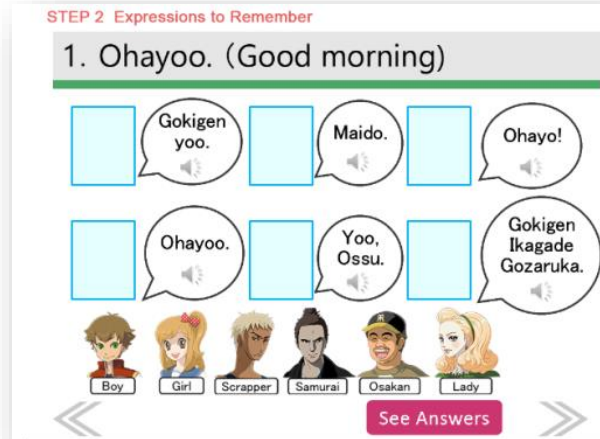 STEP 2 Expressions to Remember
1. Ohayoo. (Good morning)
Gokigen
yoo.
Maido.
Ohayo!
Ohayoo.
Yoo,
Ossu.
Gokigen
Ikagade
Gozaruka.
Boy
Girl
Scrapper
Samurai
Osakan
Lady
See Answers